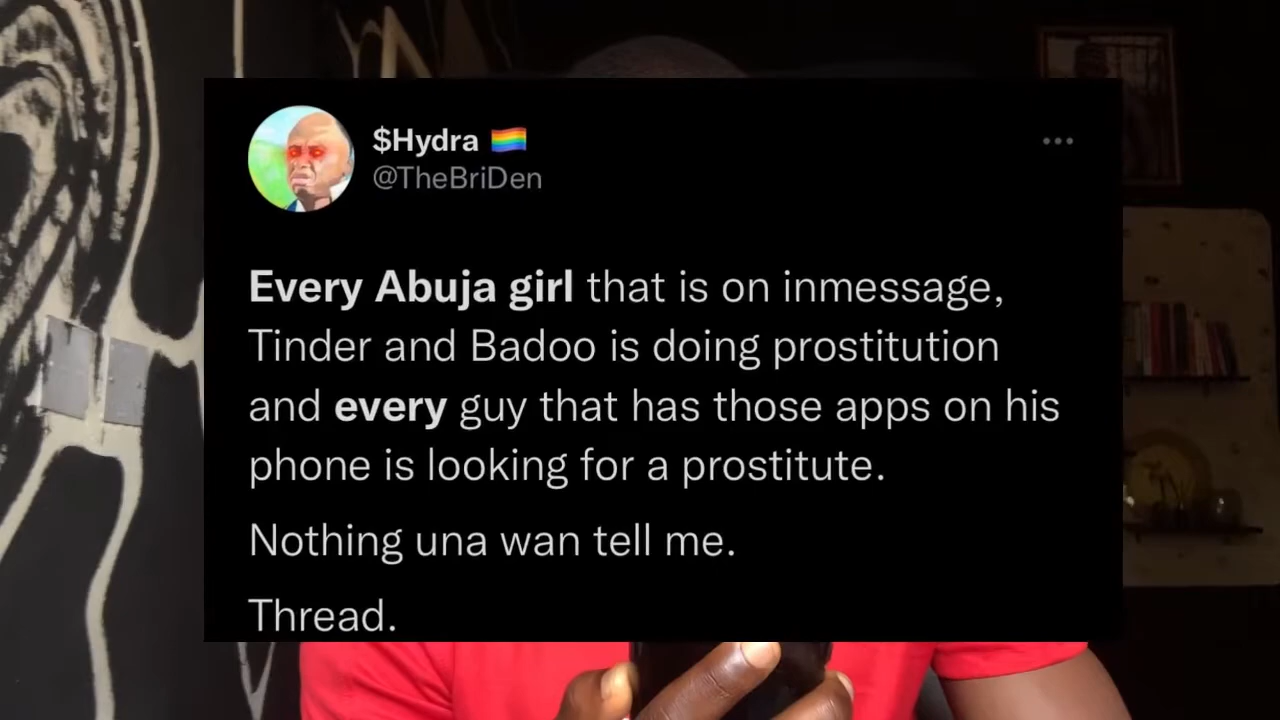 $Hydra 🏳️‍🌈
@TheBriDen
Every Abuja girl that is on inmessage,
Tinder and Badoo is doing prostitution
and every guy that has those apps on his
phone is looking for a prostitute.
Nothing una wan tell me.
Thread.